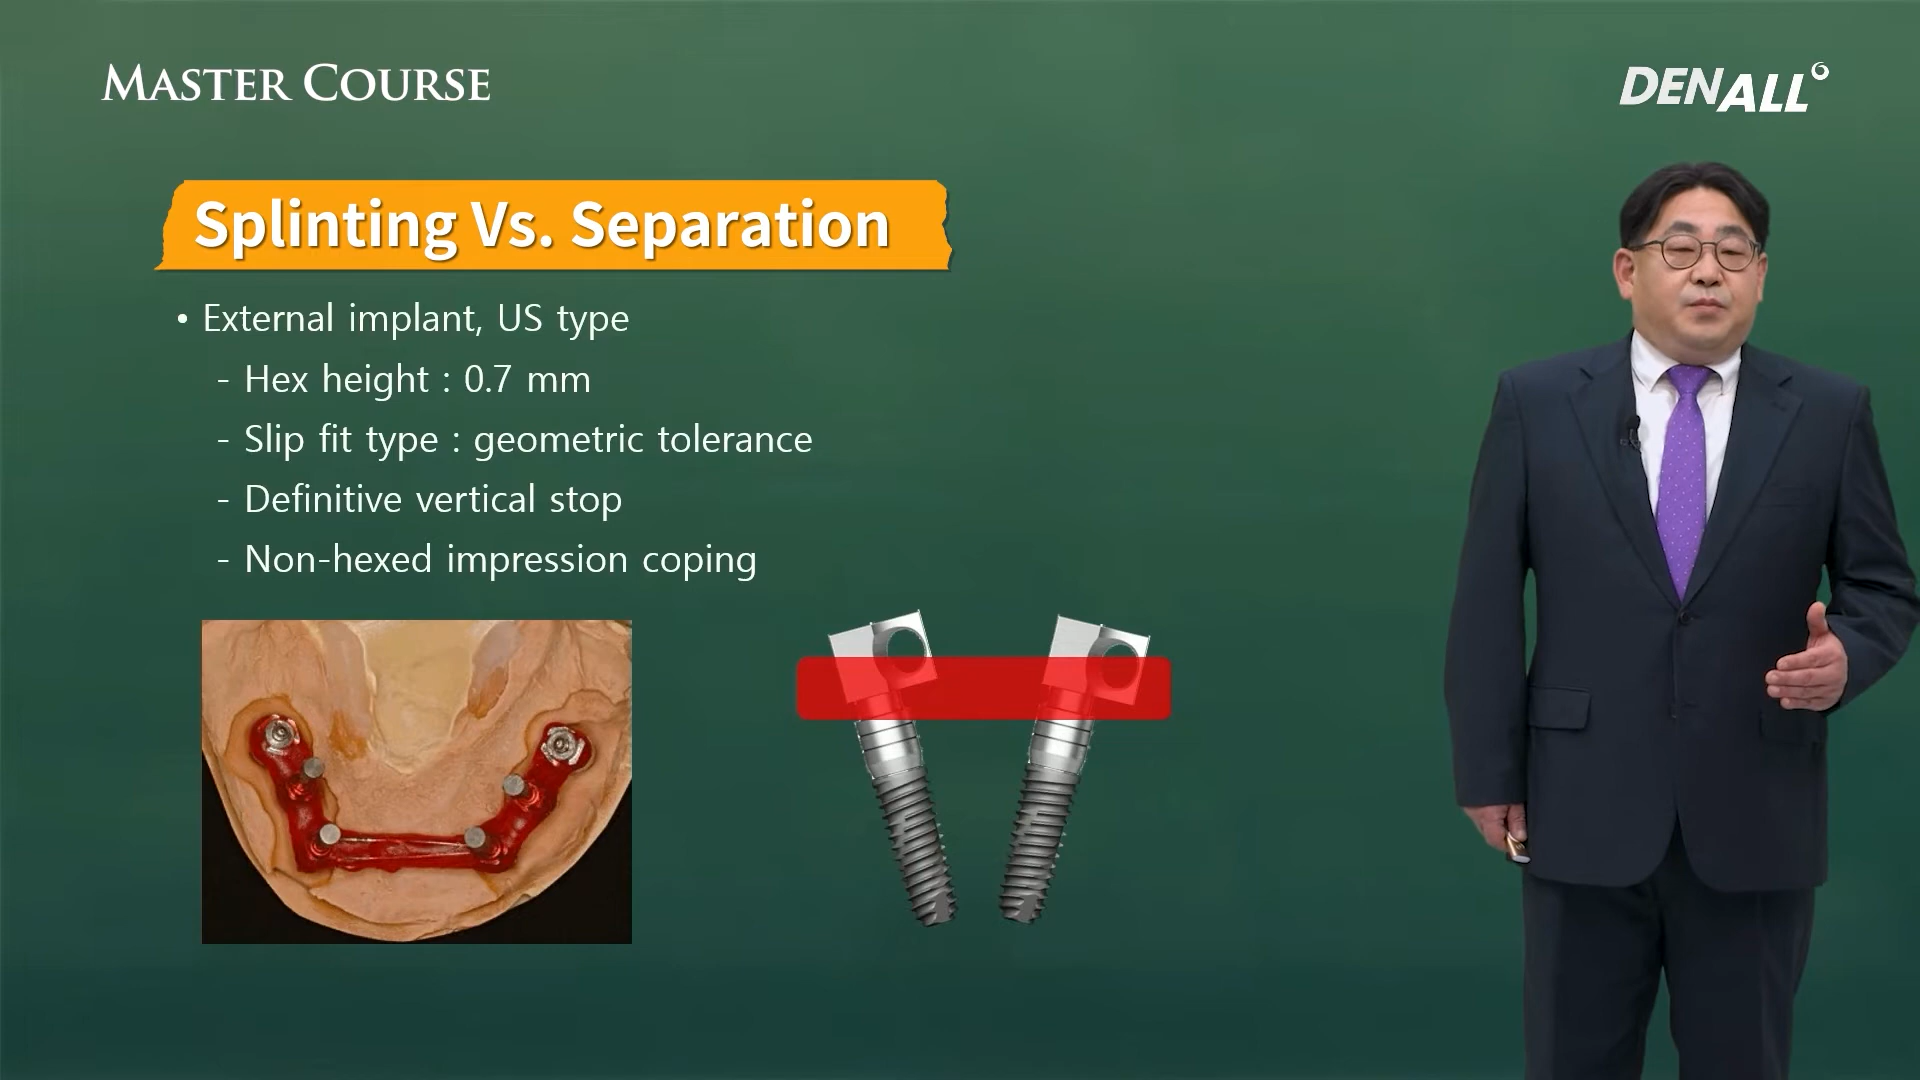 MASTER COURSE
DENALL
Splinting Vs. Separation
• External implant, US type
- Hex height : 0.7 mm
- Slip fit type : geometric tolerance
- Definitive vertical stop
- Non-hexed impression coping